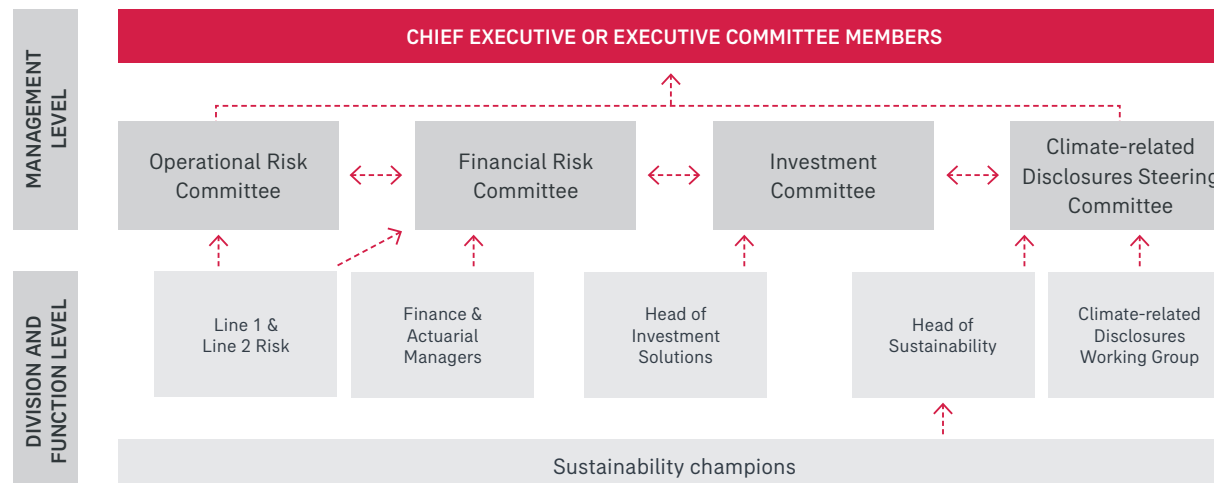 MANAGEMENT
LEVEL
CHIEF EXECUTIVE OR EXECUTIVE COMMITTEE MEMBERS
Operational Risk
Committee
Financial Risk
Committee
Investment
Committee
Climate-related
Disclosures Steering
Committee
DIVISION AND
FUNCTION LEVEL
Line 1 &
Line 2 Risk
Finance &
Actuarial
Managers
Head of
Investment
Solutions
Head of
Sustainability
Climate-related
Disclosures
Working Group
Sustainability champions